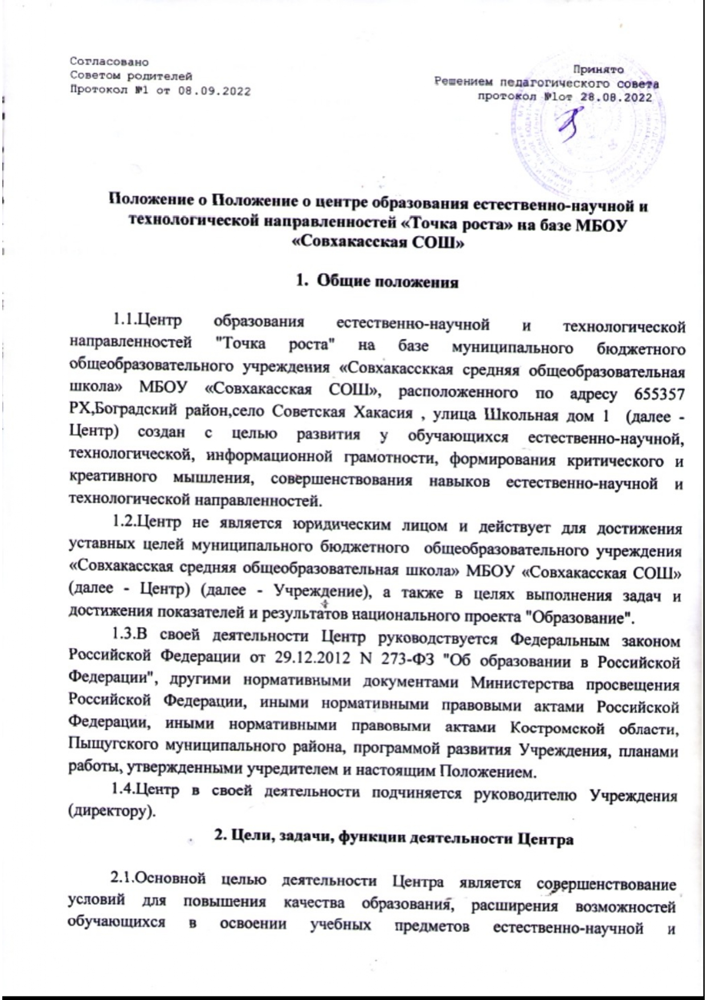 Согласовано
Советом родителей
Протокол №1 от 08.09.2022
Принято
Решением педагогического совета
протокол №1от 28.08.2022
Положение о Положение о центре образования естественно-научной и
технологической направленностей «Точка роста» на базе МБОУ
«Совхакасская СОШ»
1. Общие положения
1.1.Центр образования естественно-научной и технологической
направленностей "Точка роста" на базе муниципального бюджетного
общеобразовательного учреждения «Совхакассккая средняя общеобразовательная
школа» МБОУ «Совхакасская СОШ», расположенного по адресу 655357
РХ,Боградский район,село Советская Хакасия , улица Школьная дом 1 (далее -
Центр) создан с целью развития у обучающихся естественно-научной,
технологической, информационной грамотности, формирования критического и
креативного мышления, совершенствования навыков естественно-научной и
технологической направленностей.
1.2.Центр не является юридическим лицом и действует для достижения
уставных целей муниципального бюджетного общеобразовательного учреждения
«Совхакасская средняя общеобразовательная школа» МБОУ «Совхакасская СОШ»
(далее - Центр) (далее - Учреждение), а также в целях выполнения задач и
достижения показателей и результатов национального проекта "Образование".
1.3.В своей деятельности Центр руководствуется Федеральным законом
Российской Федерации от 29.12.2012 N 273-ФЗ "Об образовании в Российской
Федерации", другими нормативными документами Министерства просвещения
Российской Федерации, иными нормативными правовыми актами Российской
Федерации, иными нормативными правовыми актами Костромской области,
Пыщугского муниципального района, программой развития Учреждения, планами
работы, утвержденными учредителем и настоящим Положением.
1.4.Центр в своей деятельности подчиняется руководителю Учреждения
(директору).
2. Цели, задачи, функции деятельности Центра
2.1.Основной целью деятельности Центра является совершенствование
условий для повышения качества образования, расширения возможностей
обучающихся в освоении учебных предметов естественно-научной и